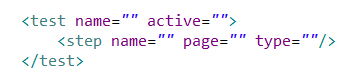 <test name="" active="">
<step name="" page="" type=""/>
</test>